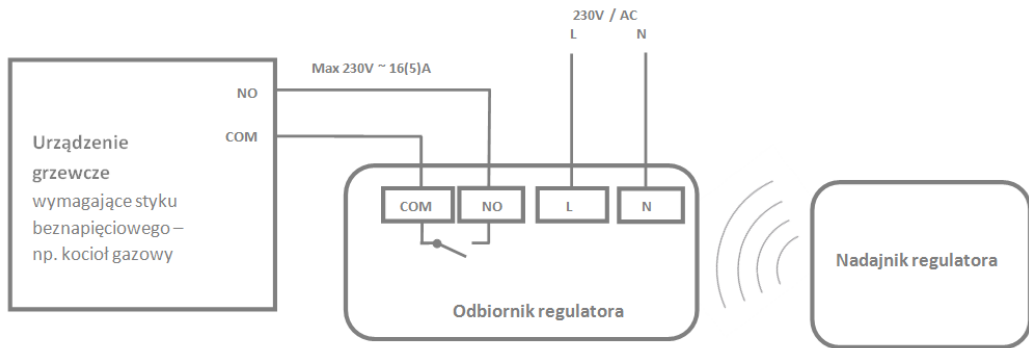 230V / AC
L N
Max 230V ~ 16(5)A
NO
COM
Urządzenie
grzewcze
wymagające styku
beznapięciowego –
np. kocioł gazowy
COM NO L N
Odbiornik regulatora
Nadajnik regulatora